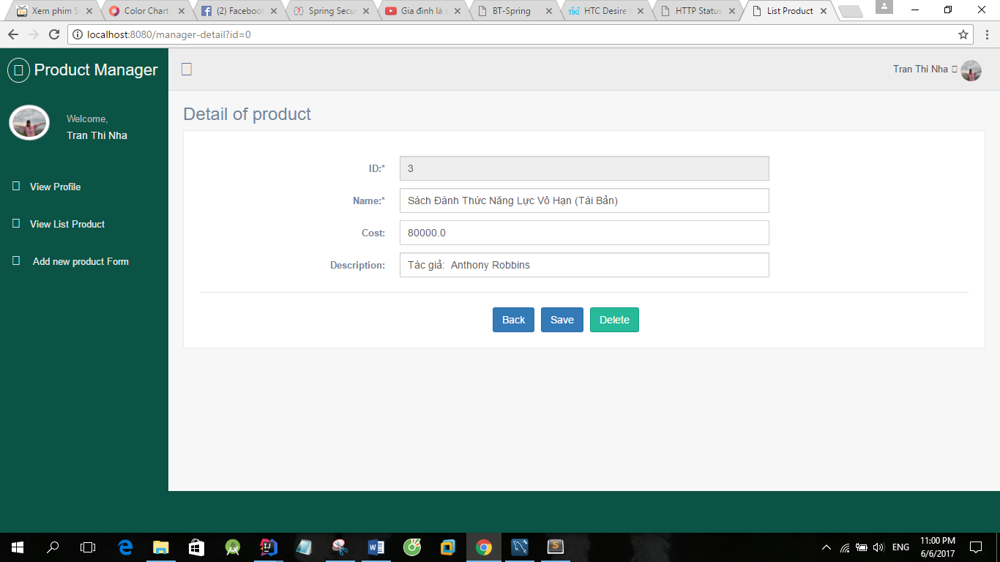 Xem phim S
Color Chart
(2) Facebook
Spring Secu
Gia đình là s
BT-Spring
HTC Desire
HTTP Status
List Product
localhost:8080/manager-detail?id=0
Product Manager
Tran Thi Nha
Welcome,
Tran Thi Nha
View Profile
View List Product
Add new product Form
Detail of product
ID:* 3
Name:* Sách Đánh Thức Năng Lực Vô Hạn (Tái Bản)
Cost: 80000.0
Description: Tác giả: Anthony Robbins
Back Save Delete
ENG
11:00 PM
6/6/2017